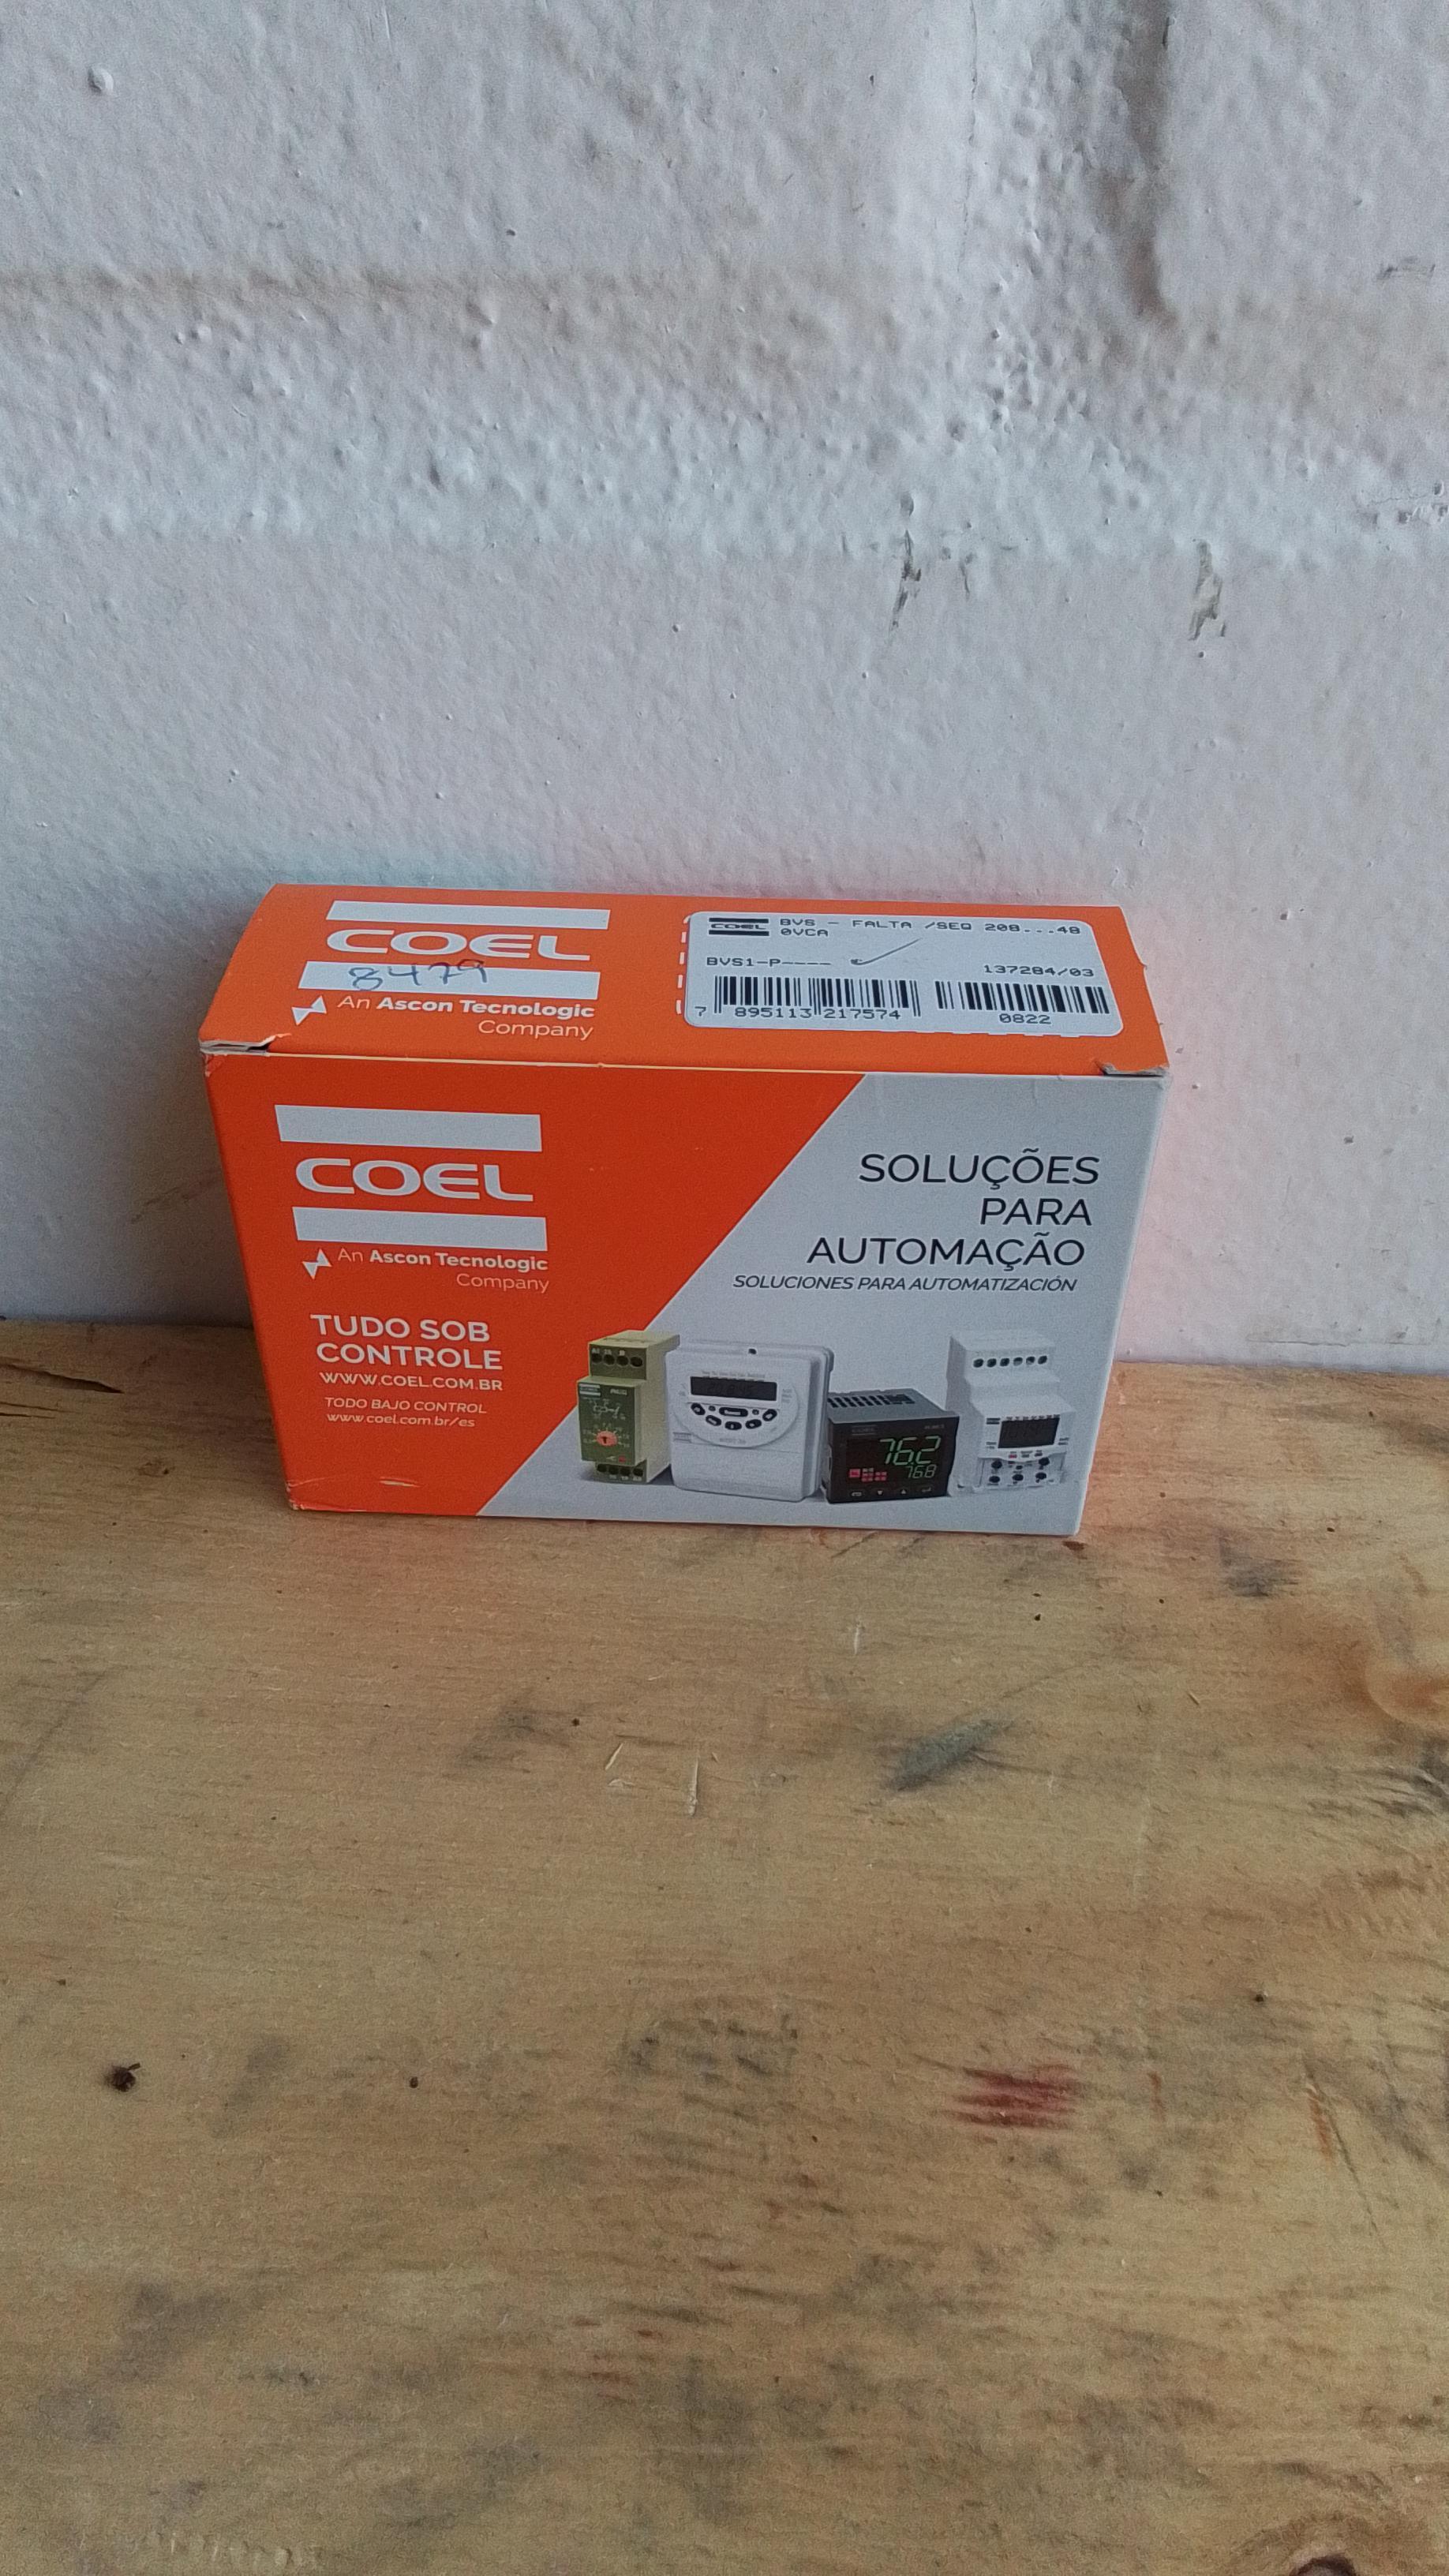 COEL
8479
An Ascon Tecnologic
Company
COEL
BVS - FALTA /SEQ 208...48
0VCA
BVS1-P----
137284/03
7 895113 217574
0822
COEL
An Ascon Tecnologic
Company
TUDO SOB
CONTROLE
WWW.COEL.COM.BR
TODO BAJO CONTROL
www.coel.com.br/es
SOLUÇÕES
PARA
AUTOMAÇÃO
SOLUCIONES PARA AUTOMATIZACIÓN
76.2
76.8